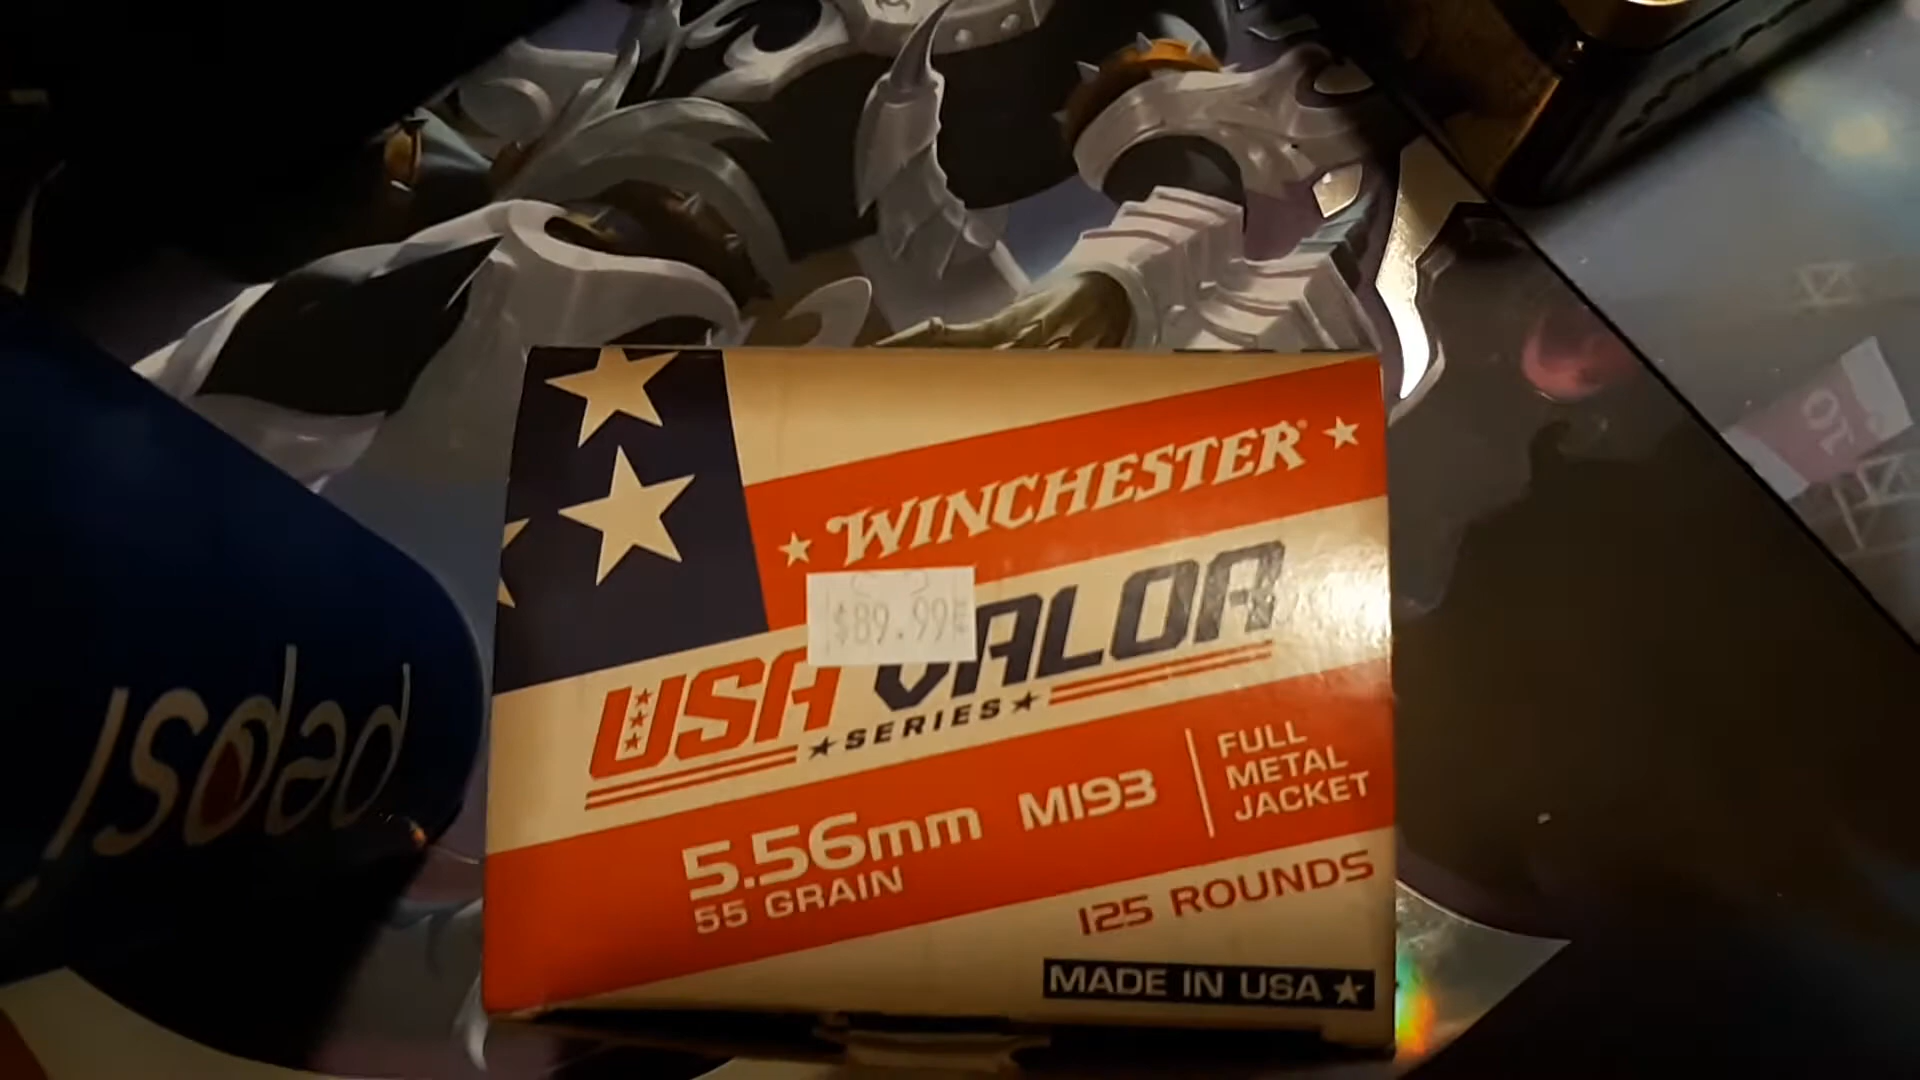 WINCHESTER
$89.99
USA VALOR
SERIES
5.56mm M193
55 GRAIN
FULL
METAL
JACKET
125 ROUNDS
MADE IN USA
pepsi